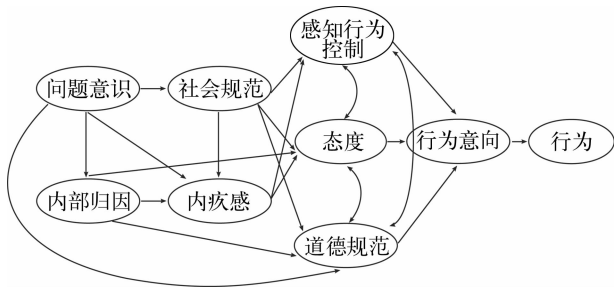 感知行为
控制
问题意识
社会规范
态度
行为意向
行为
内部归因
内疚感
道德规范